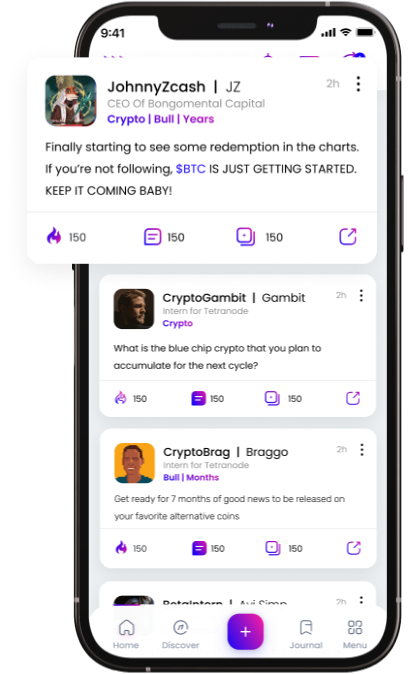 9:41
JohnnyZcash | JZ
2h
CEO Of Bongomental Capital
Crypto | Bull | Years
Finally starting to see some redemption in the charts.
If you're not following, $BTC IS JUST GETTING STARTED.
KEEP IT COMING BABY!
150 150 150
CryptoGambit | Gambit
2h
Intern for Tetranode
Crypto
What is the blue chip crypto that you plan to
accumulate for the next cycle?
150 150 150
CryptoBrag | Braggo
2h
Intern for Tetranode
Bull | Months
Get ready for 7 months of good news to be released on
your favorite alternative coins
150 150 150
BetaIntern | Avi Simp
2h
Home Discover + Journal Menu